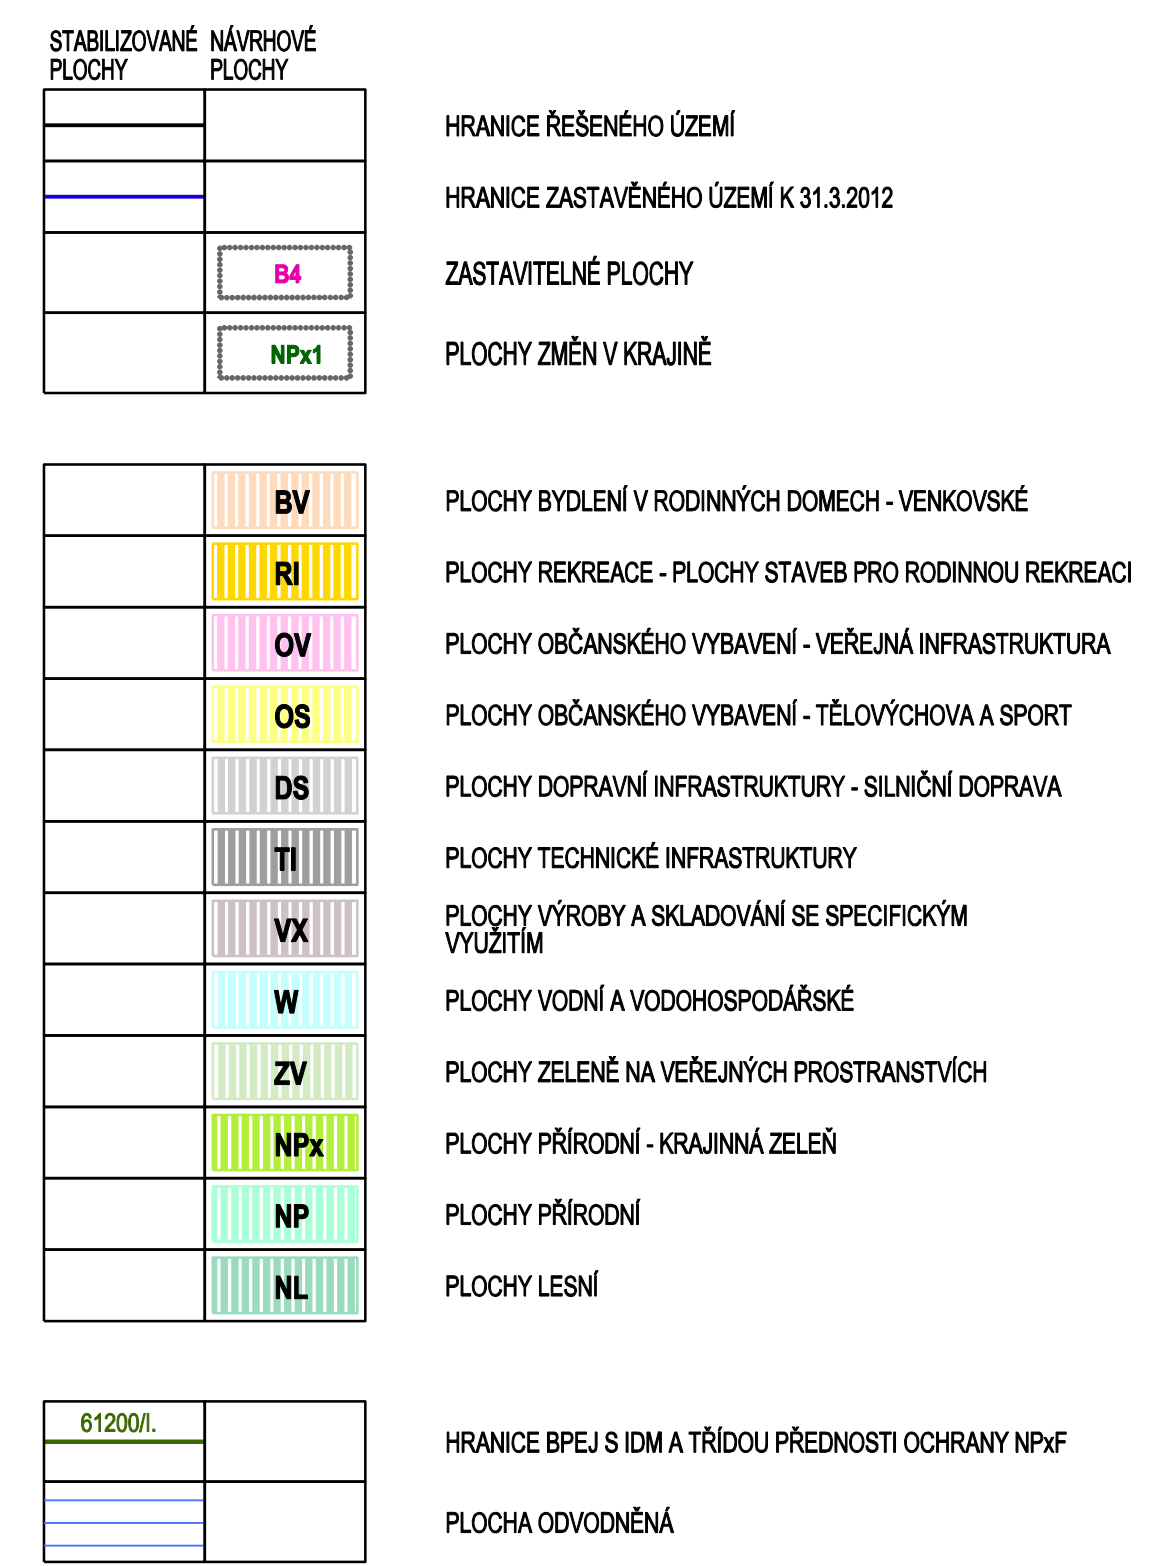 STABILIZOVANÉ NÁVRHOVÉ
PLOCHY PLOCHY
HRANICE ŘEŠENÉHO ÚZEMÍ
HRANICE ZASTAVĚNÉHO ÚZEMÍ K 31.3.2012
B4 ZASTAVITELNÉ PLOCHY
NPx1 PLOCHY ZMĚN V KRAJINĚ
BV PLOCHY BYDLENÍ V RODINNÝCH DOMECH - VENKOVSKÉ
RI PLOCHY REKREACE - PLOCHY STAVEB PRO RODINNOU REKREACI
OV PLOCHY OBČANSKÉHO VYBAVENÍ - VEŘEJNÁ INFRASTRUKTURA
OS PLOCHY OBČANSKÉHO VYBAVENÍ - TĚLOVÝCHOVA A SPORT
DS PLOCHY DOPRAVNÍ INFRASTRUKTURY - SILNIČNÍ DOPRAVA
TI PLOCHY TECHNICKÉ INFRASTRUKTURY
VX PLOCHY VÝROBY A SKLADOVÁNÍ SE SPECIFICKÝM
VYUŽITÍM
W PLOCHY VODNÍ A VODOHOSPODÁŘSKÉ
ZV PLOCHY ZELENĚ NA VEŘEJNÝCH PROSTRANSTVÍCH
NPx PLOCHY PŘÍRODNÍ - KRAJINNÁ ZELEŇ
NP PLOCHY PŘÍRODNÍ
NL PLOCHY LESNÍ
61200/I.
HRANICE BPEJ S IDM A TŘÍDOU PŘEDNOSTI OCHRANY NPxF
PLOCHA ODVODNĚNÁ